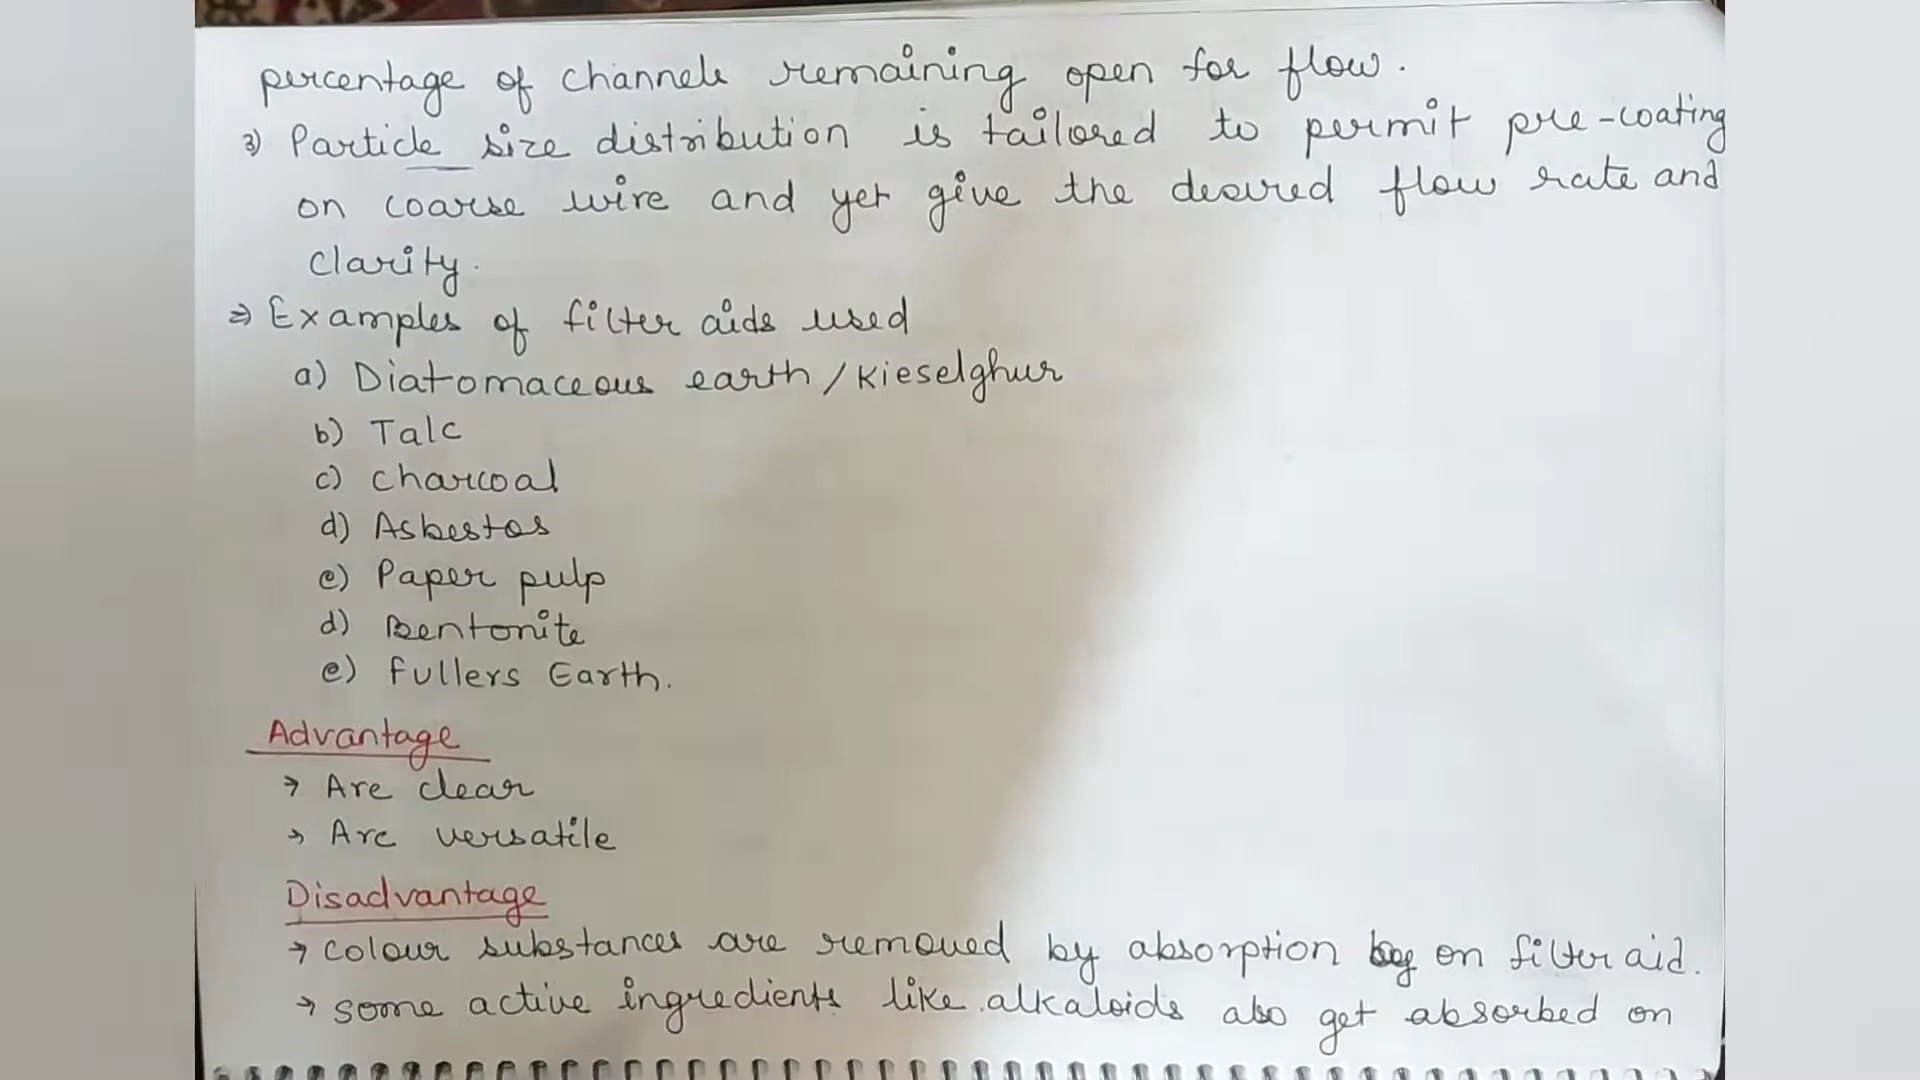 percentage of channels remaining open for flow.
3) Particle size distribution is tailored to permit pre-coating
on coarse wire and yet give the desired flow rate and
clarity.
⇒ Examples of filter aids used
a) Diatomaceous earth / Kieselghur
b) Talc
c) charcoal
d) Asbestos
e) Paper pulp
d) Bentonite
e) Fullers Earth.
Advantage
→ Are clear
→ Are versatile
Disadvantage
→ Colour substances are removed by absorption on filter aid.
→ some active ingredients like alkaloids also get absorbed on